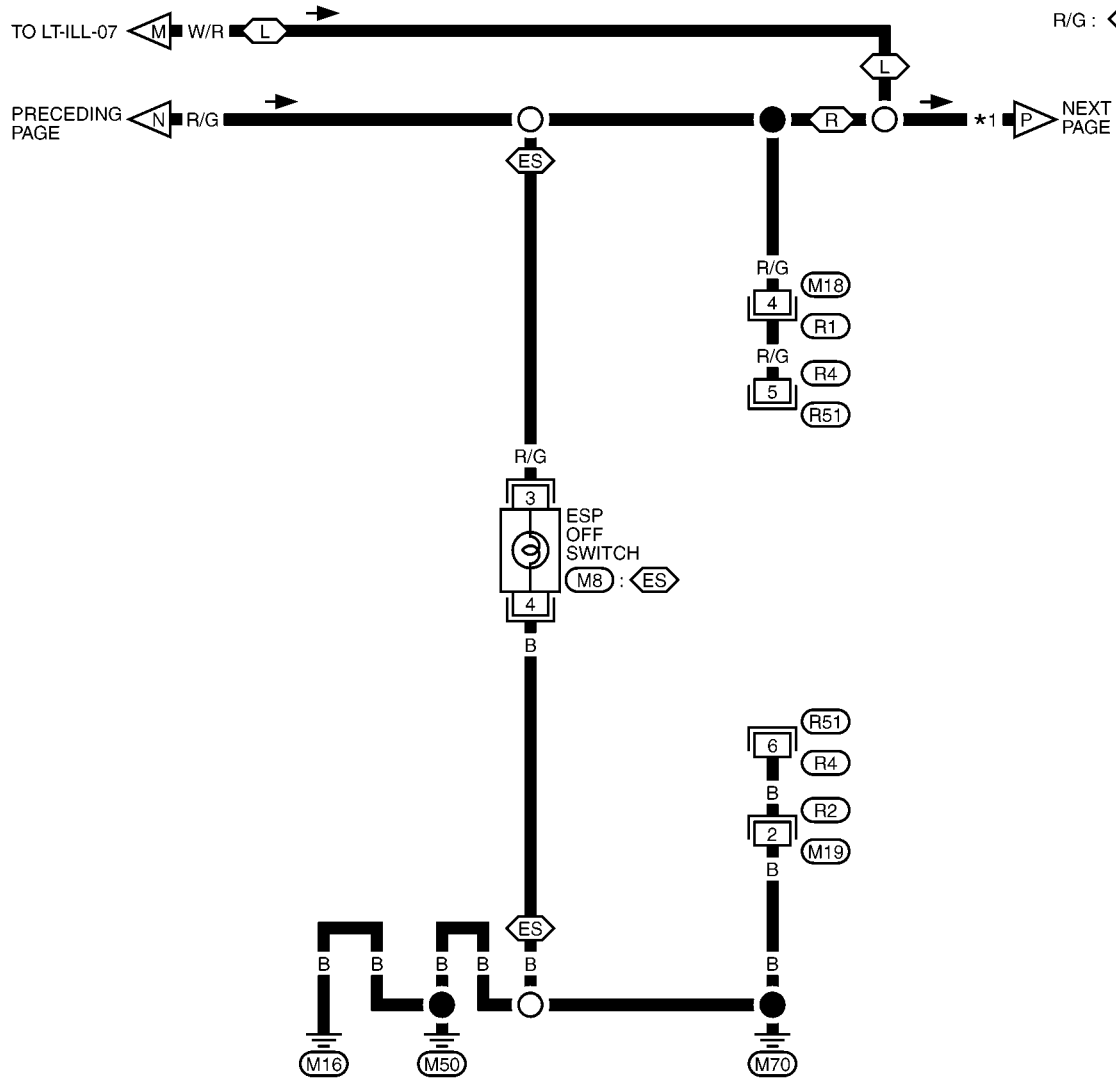 TO LT-ILL-07 M W/R L
R/G :
L
PRECEDING
PAGE
N R/G
R
*1 P
NEXT
PAGE
ES
R/G
4
M18
R1
R/G
5
R4
R51
R/G
3
ESP
OFF
SWITCH
M8 : ES
4
B
R51
6
R4
B
R2
2
M19
B
ES
B B B B B B
M16 M50 M70